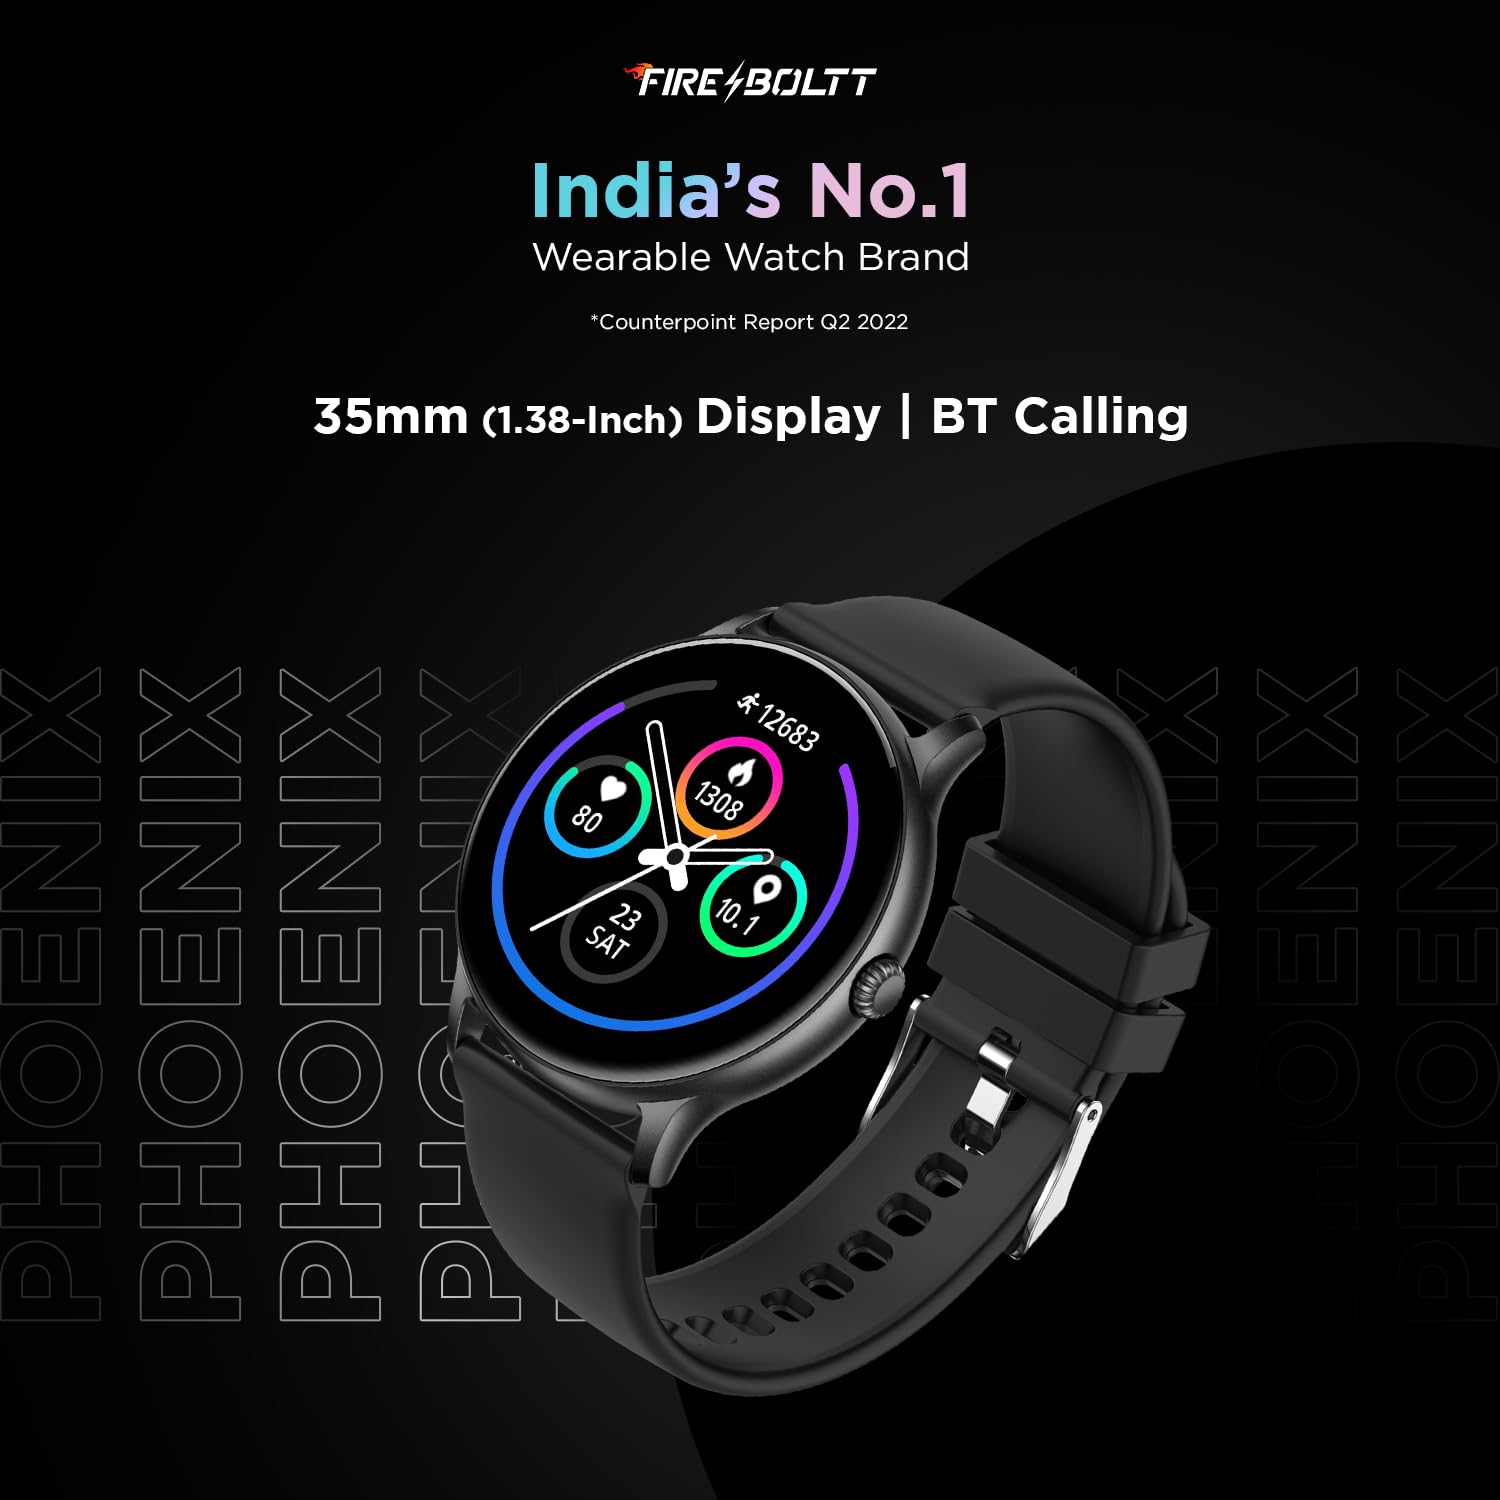 FIRE BOLTT
India's No.1
Wearable Watch Brand
*Counterpoint Report Q2 2022
35mm (1.38-Inch) Display | BT Calling
12683
80
1308
10.1
23
SAT
PHOENIX
PHOENIX
PHOENIX
PHOENIX
PHOENIX
PHOENIX